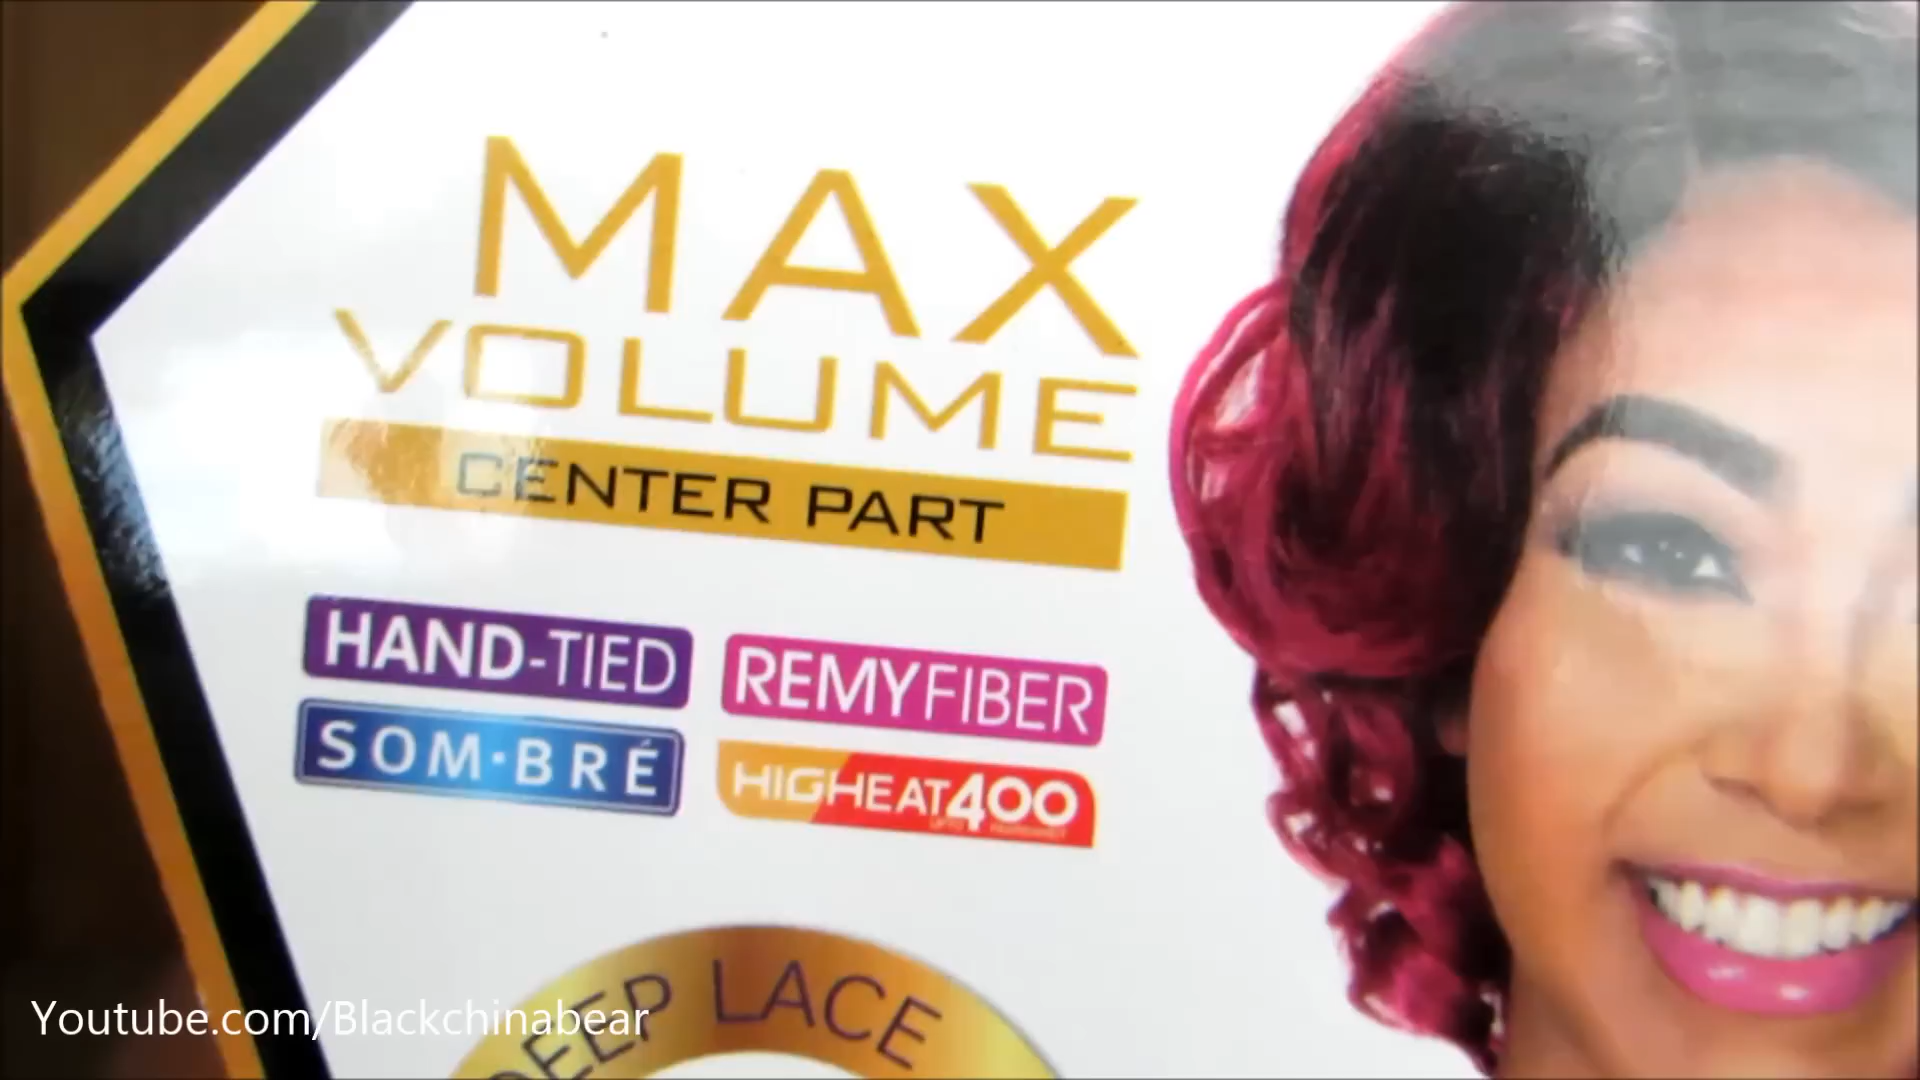 MAX
VOLUME
CENTER PART
HAND-TIED
REMYFIBER
SOM·BRÉ
HIGHEAT400
DEEP LACE
Youtube.com/Blackchinabear